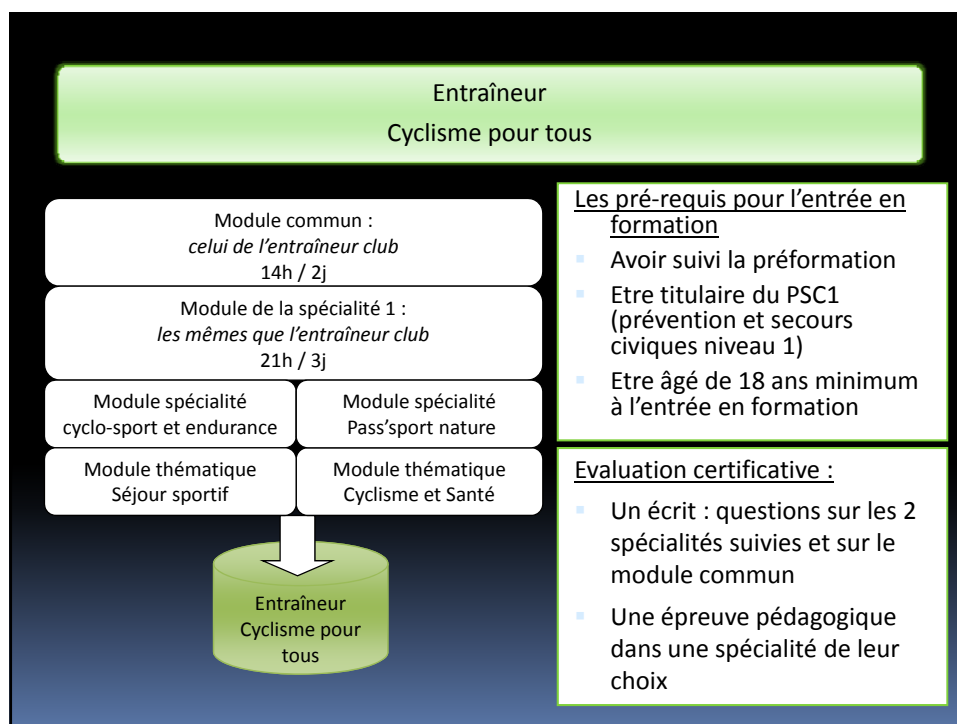 Entraîneur
Cyclisme pour tous
Module commun :
celui de l'entraîneur club
14h / 2j
Module de la spécialité 1 :
les mêmes que l'entraîneur club
21h / 3j
Module spécialité
cyclo-sport et endurance
Module spécialité
Pass'sport nature
Module thématique
Séjour sportif
Module thématique
Cyclisme et Santé
Entraîneur
Cyclisme pour
tous
Les pré-requis pour l'entrée en
formation
Avoir suivi la préformation
Etre titulaire du PSC1
(prévention et secours
civiques niveau 1)
Etre âgé de 18 ans minimum
à l'entrée en formation
Evaluation certificative :
Un écrit : questions sur les 2
spécialités suivies et sur le
module commun
Une épreuve pédagogique
dans une spécialité de leur
choix